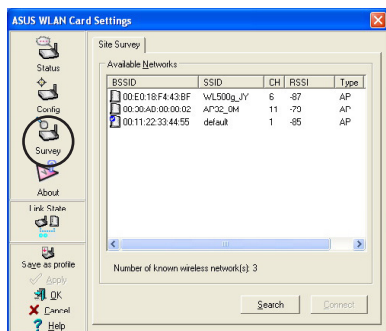 ASUS WLAN Card Settings
Status
Config
Survey
About
Link State
Save as profile
Apply
OK
Cancel
Help
Site Survey
Available Networks
BSSID SSID CH RSSI Type
00:E0:18:F4:43:BF WL500g_JY 6 -87 AP
00:30:AB:00:00:02 11 -79 AP
00:11:22:33:44:55 default 1 -85 AP
Number of known wireless network(s): 3
Search
Connect